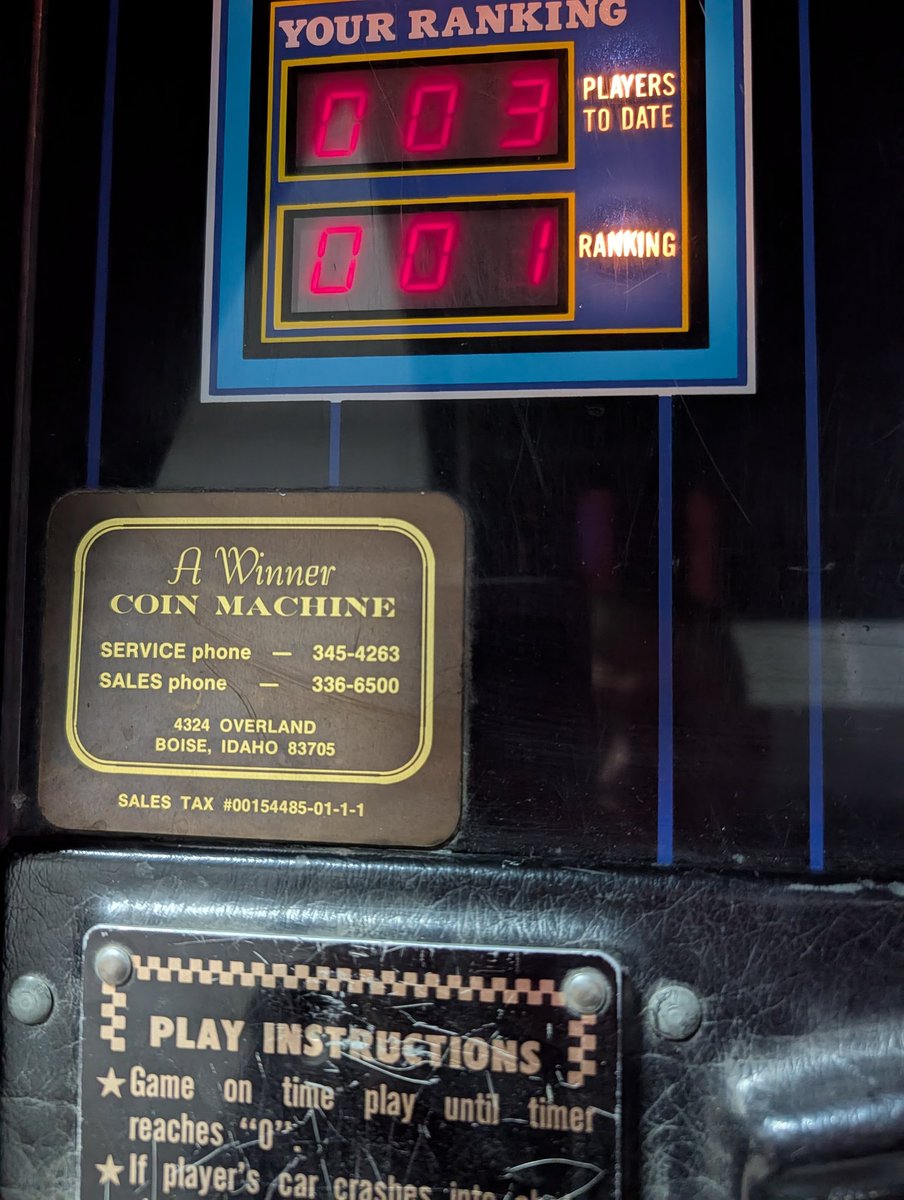 YOUR RANKING
003
PLAYERS
TO DATE
001
RANKING
A Winner
COIN MACHINE
SERVICE phone — 345-4263
SALES phone — 336-6500
4324 OVERLAND
BOISE, IDAHO 83705
SALES TAX #00154485-01-1-1
PLAY INSTRUCTIONS
★ Game on time play until timer
reaches "0".
★ If player's car crashes into